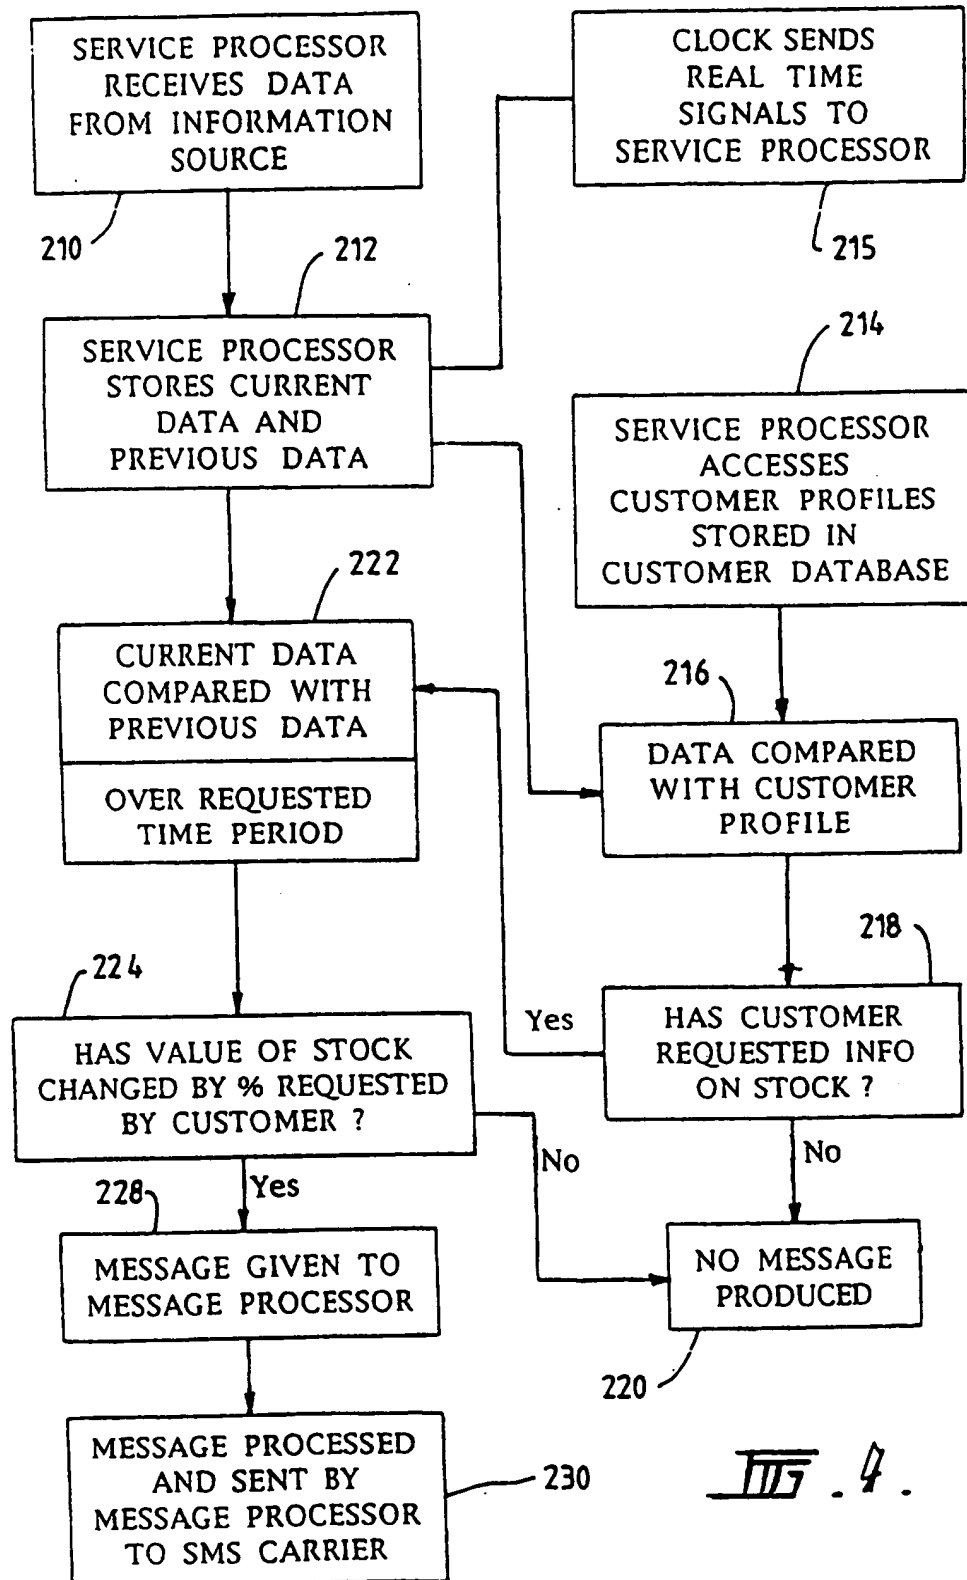 SERVICE PROCESSOR
RECEIVES DATA
FROM INFORMATION
SOURCE
CLOCK SENDS
REAL TIME
SIGNALS TO
SERVICE PROCESSOR
210
212
215
SERVICE PROCESSOR
STORES CURRENT
DATA AND
PREVIOUS DATA
214
SERVICE PROCESSOR
ACCESSES
CUSTOMER PROFILES
STORED IN
CUSTOMER DATABASE
222
CURRENT DATA
COMPARED WITH
PREVIOUS DATA
OVER REQUESTED
TIME PERIOD
216
DATA COMPARED
WITH CUSTOMER
PROFILE
218
224
HAS VALUE OF STOCK
CHANGED BY % REQUESTED
BY CUSTOMER ?
Yes
HAS CUSTOMER
REQUESTED INFO
ON STOCK ?
No
No
Yes
228
MESSAGE GIVEN TO
MESSAGE PROCESSOR
NO MESSAGE
PRODUCED
220
MESSAGE PROCESSED
AND SENT BY
MESSAGE PROCESSOR
TO SMS CARRIER
230
FIG. 4.